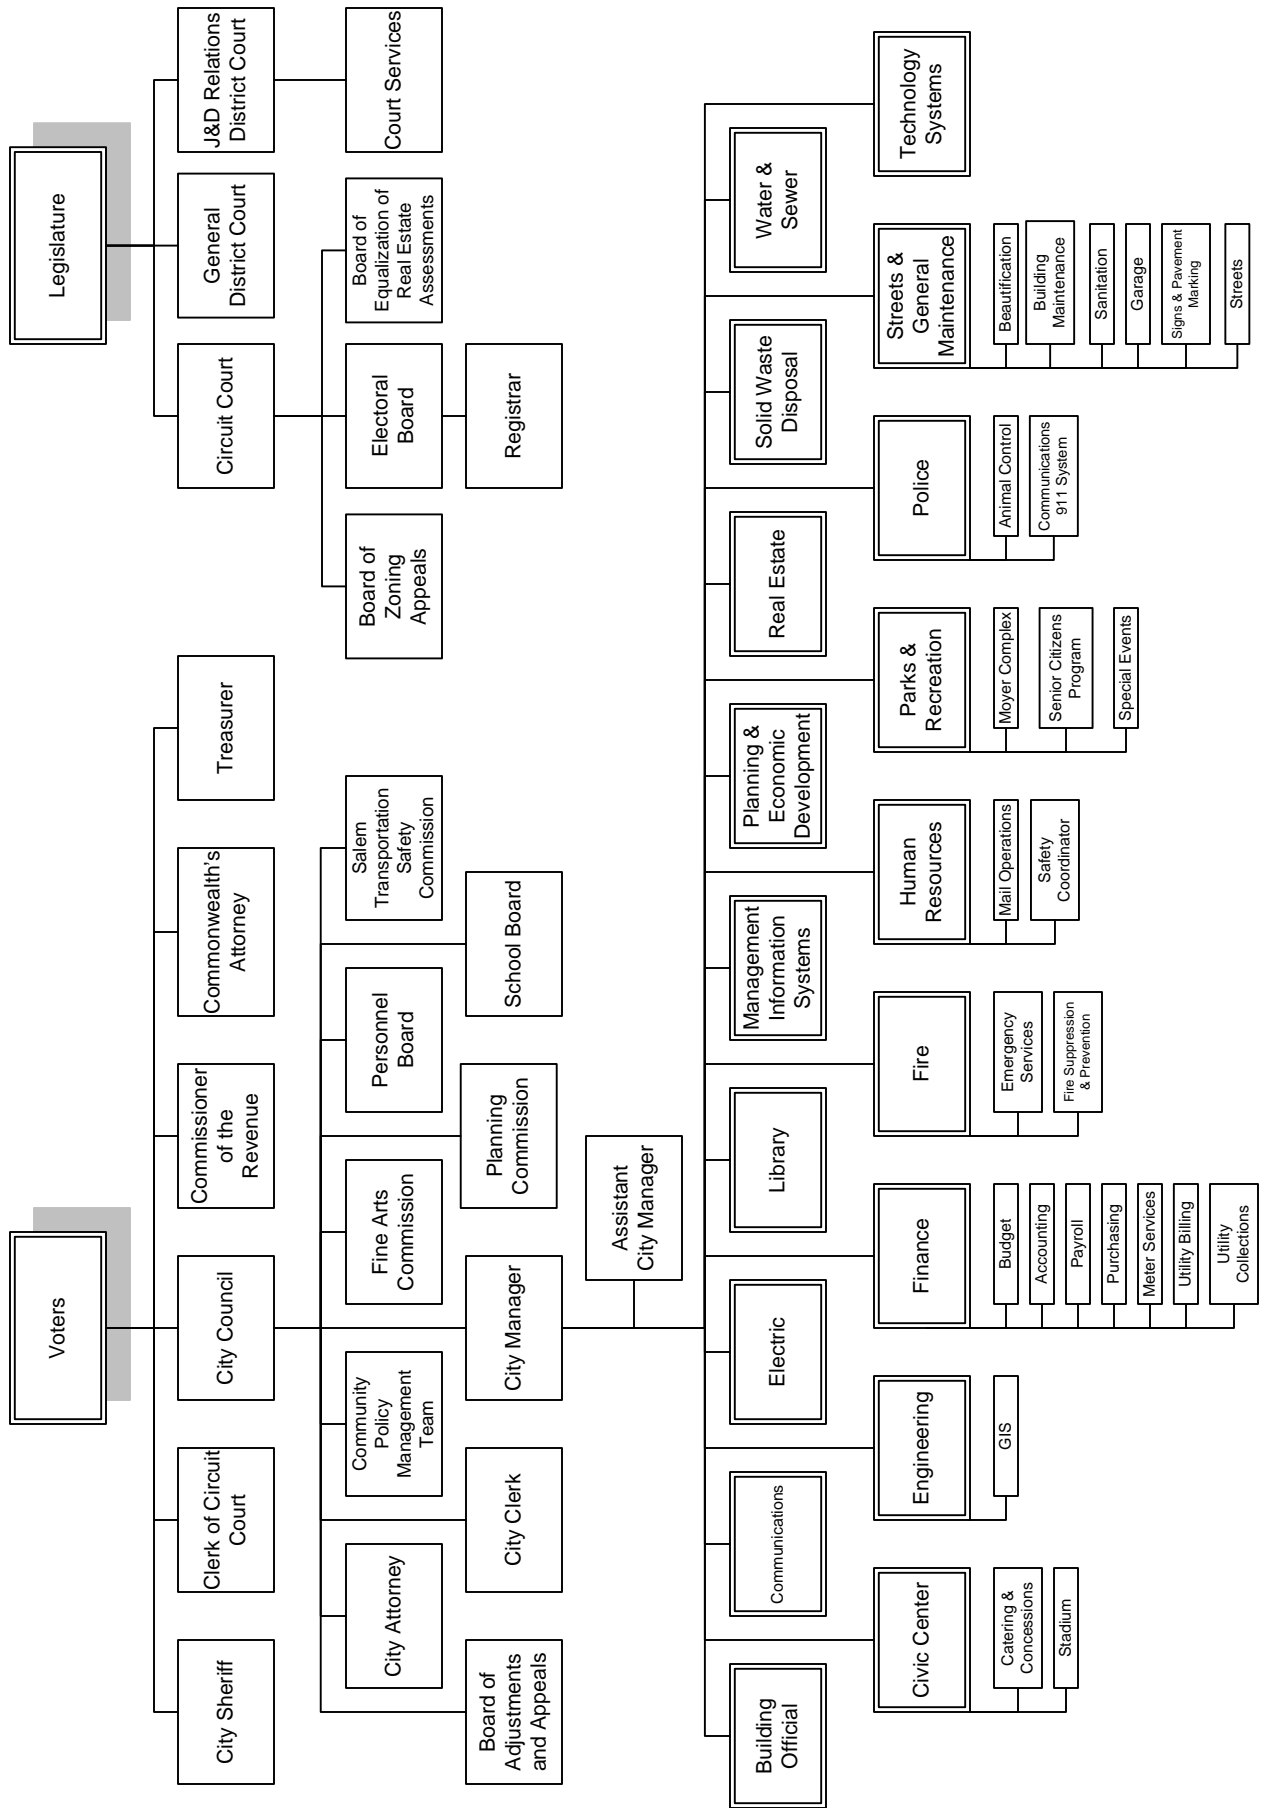 Voters
Legislature
City Sheriff
Clerk of Circuit
Court
City Council
Commissioner
of the
Revenue
Commonwealth's
Attorney
Treasurer
Circuit Court
General
District Court
J&D Relations
District Court
City Attorney
Community
Policy
Management
Team
Fine Arts
Commission
Personnel
Board
Salem
Transportation
Safety
Commission
Board of
Zoning
Appeals
Electoral
Board
Board of
Equalization of
Real Estate
Assessments
Court Services
Board of
Adjustments
and Appeals
City Clerk
City Manager
Planning
Commission
School Board
Registrar
Assistant
City Manager
Building
Official
Communications
Electric
Library
Management
Information
Systems
Planning &
Economic
Development
Real Estate
Solid Waste
Disposal
Water &
Sewer
Civic Center
Catering &
Concessions
Stadium
Engineering
GIS
Finance
Budget
Accounting
Payroll
Purchasing
Meter Services
Utility Billing
Utility
Collections
Fire
Emergency
Services
Fire Suppression
& Prevention
Human
Resources
Mail Operations
Safety
Coordinator
Parks &
Recreation
Moyer Complex
Senior Citizens
Program
Special Events
Police
Animal Control
Communications
911 System
Streets &
General
Maintenance
Beautification
Building
Maintenance
Sanitation
Garage
Signs & Pavement
Marking
Streets
Technology
Systems